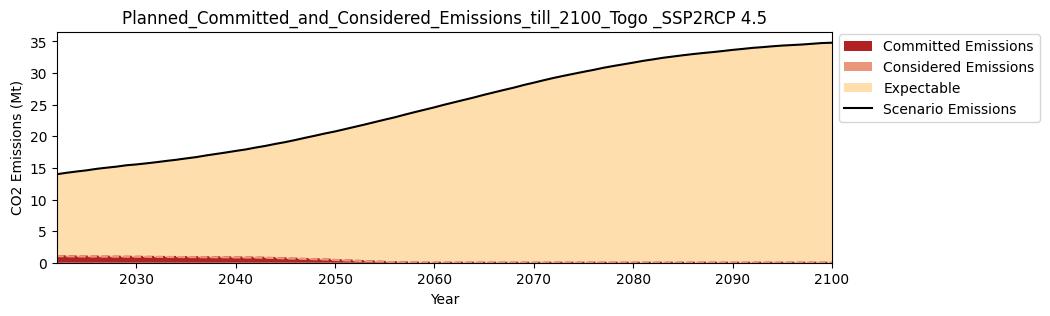 Planned_Committed_and_Considered_Emissions_till_2100_Togo _SSP2RCP 4.5
35
30
25
20
15
10
5
0
CO2 Emissions (Mt)
2030 2040 2050 2060 2070 2080 2090 2100
Year
Committed Emissions
Considered Emissions
Expectable
Scenario Emissions